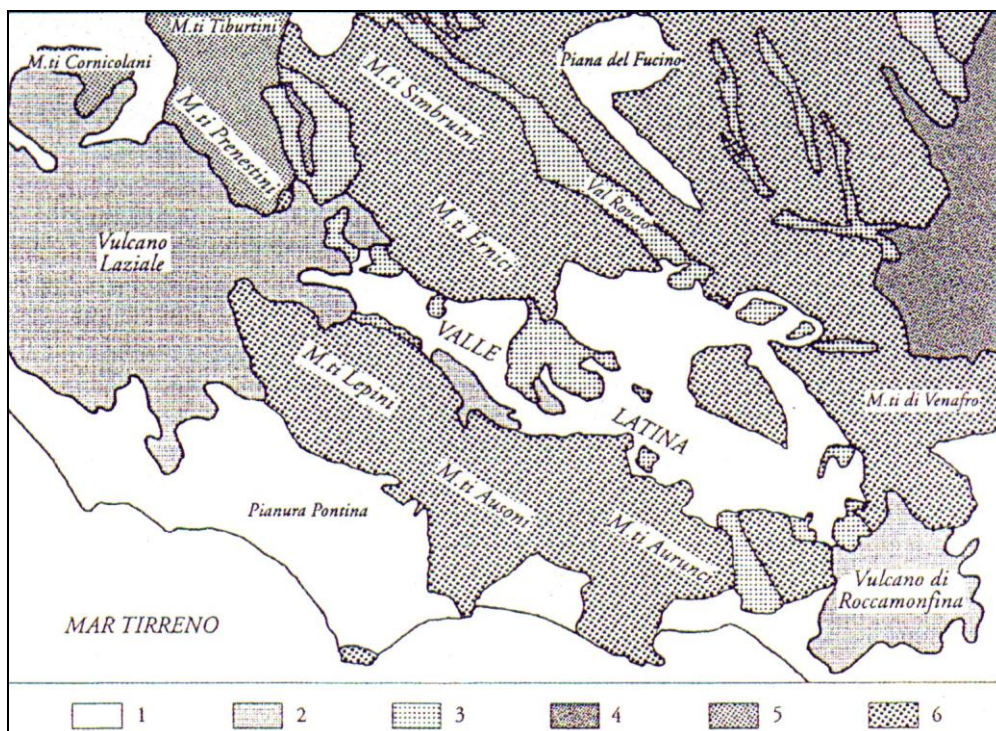 M.ti Tiburtini
M.ti Cornicolani
Piana del Fucino
M.ti Simbruini
M.ti Prenestini
Val Roveto
M.ti Ernici
Vulcano
Laziale
VALLE
M.ti Lepini
M.ti di Venafro
LATINA
M.ti Ausoni
Pianura Pontina
M.ti Aurunci
Vulcano di
Roccamonfina
MAR TIRRENO
1 2 3 4 5 6